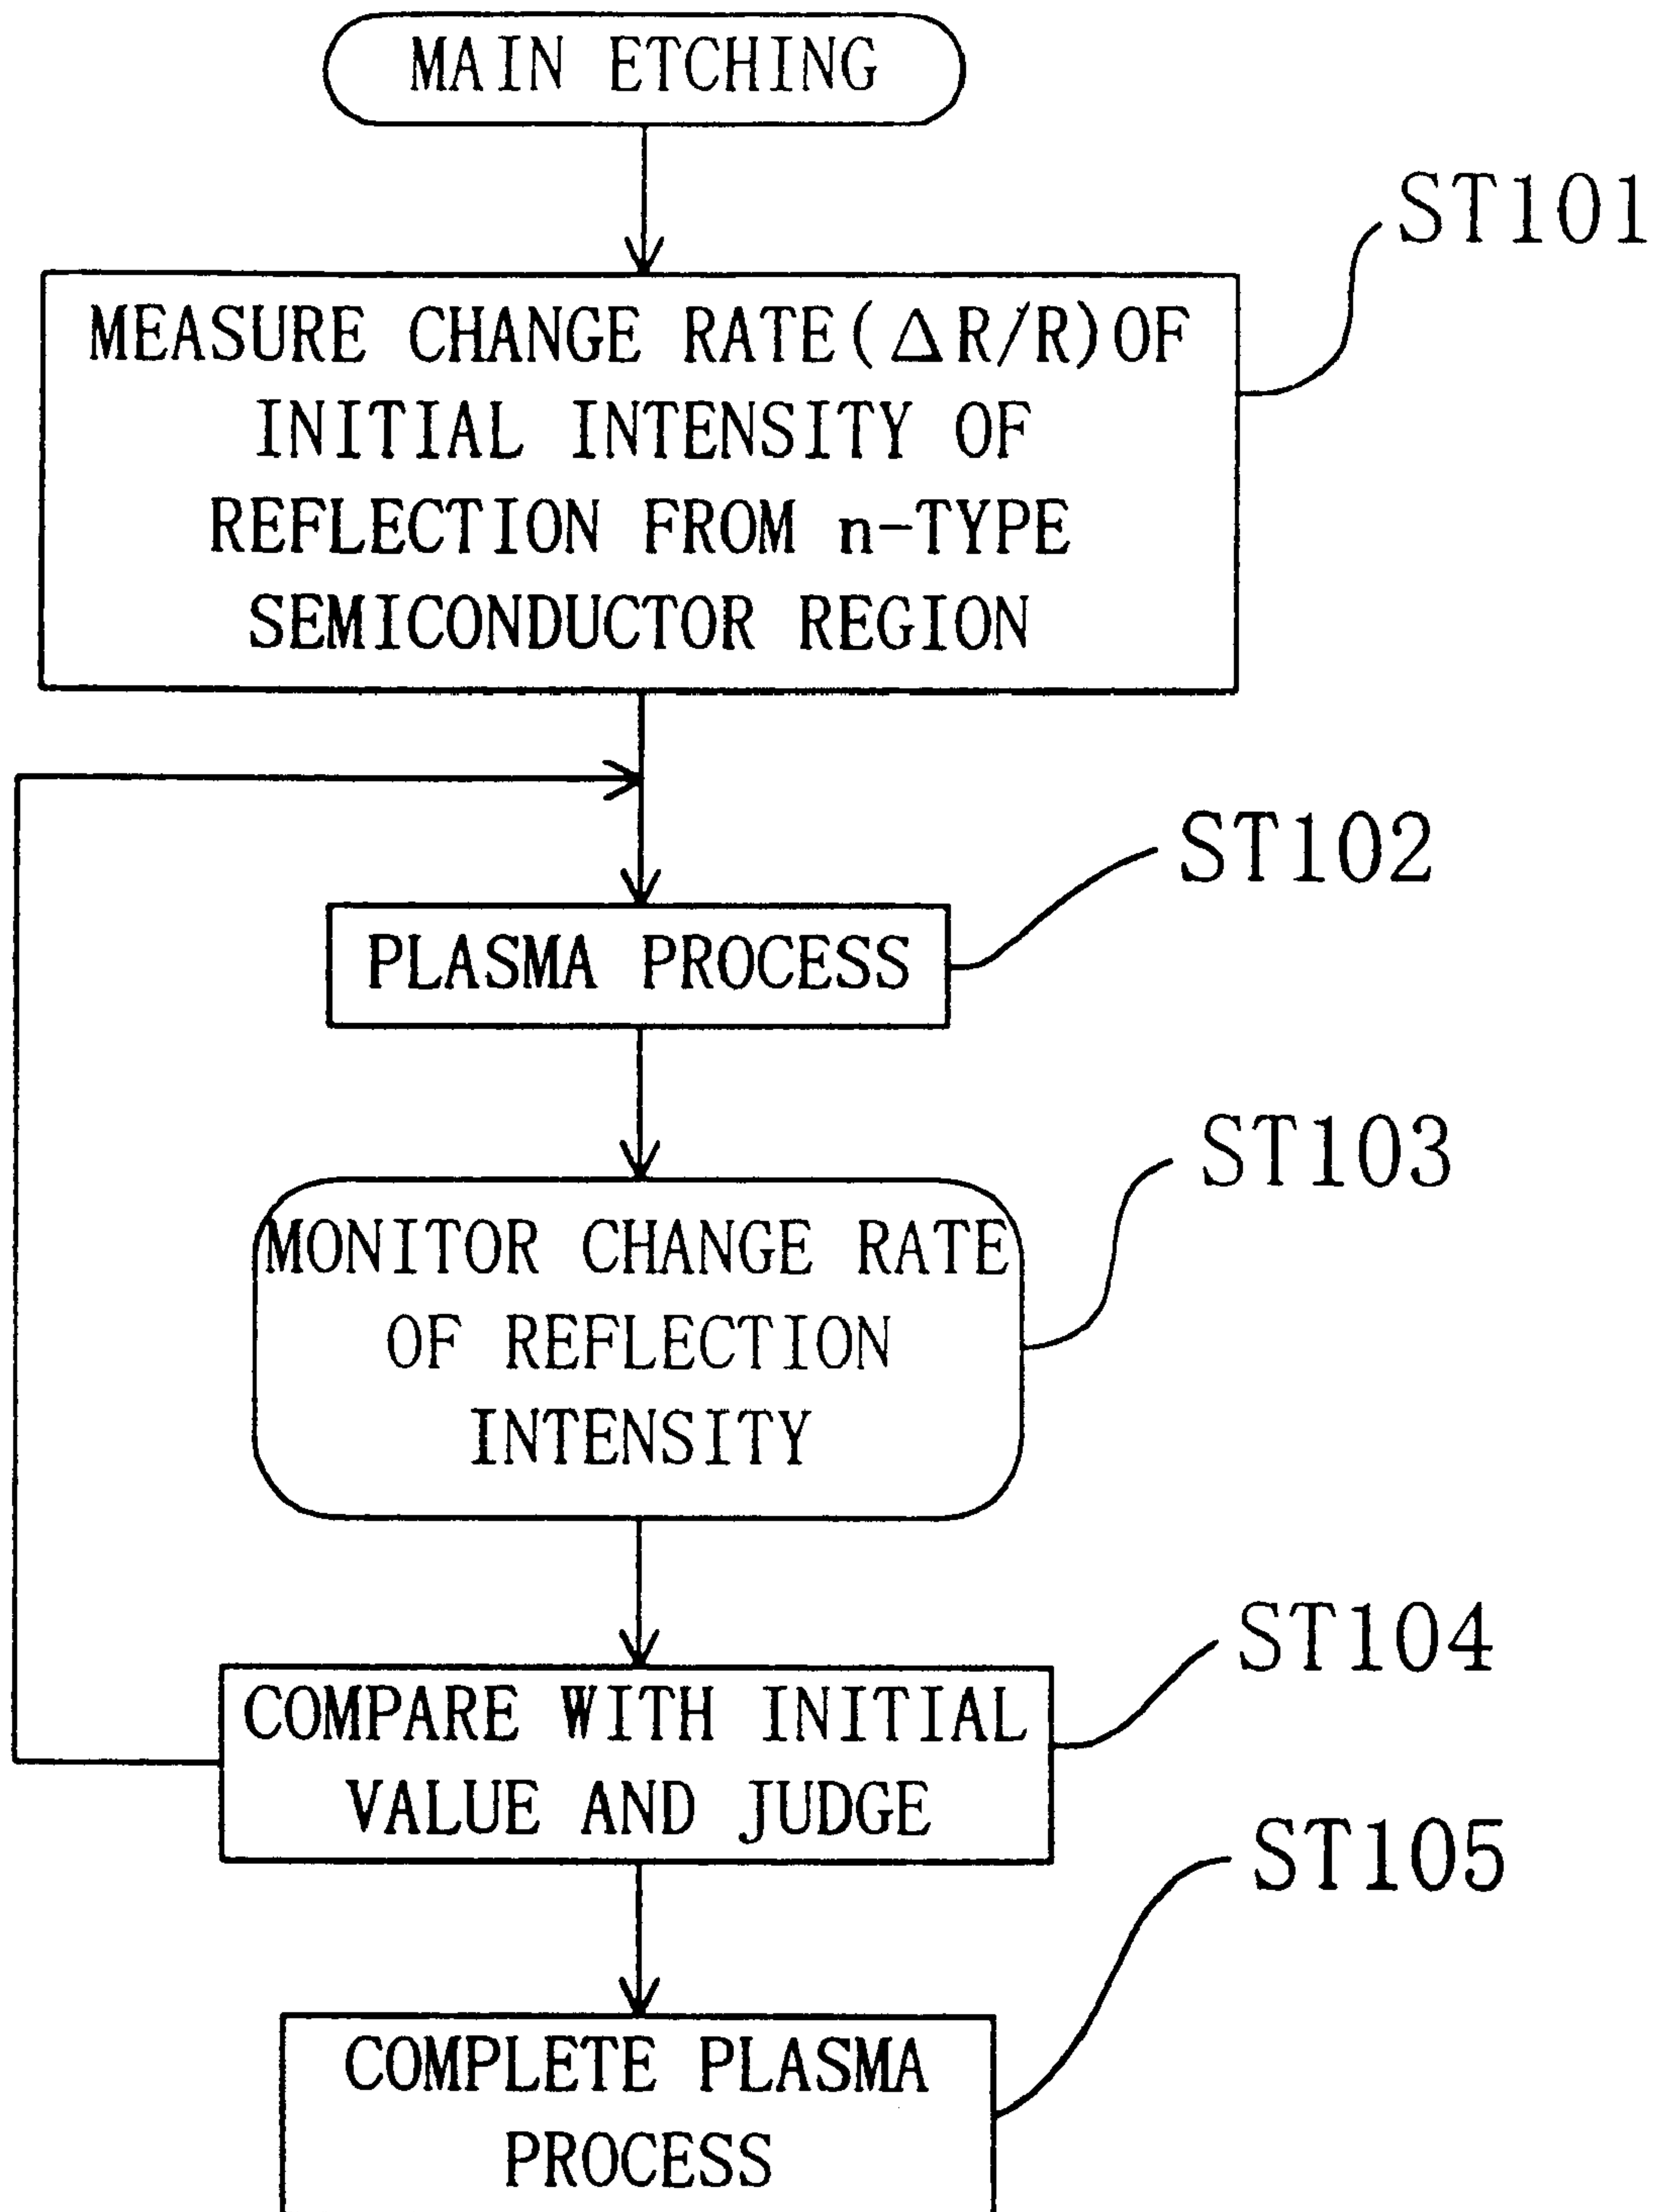 MAIN ETCHING
ST101
MEASURE CHANGE RATE(ΔR/R)OF
INITIAL INTENSITY OF
REFLECTION FROM n-TYPE
SEMICONDUCTOR REGION
ST102
PLASMA PROCESS
ST103
MONITOR CHANGE RATE
OF REFLECTION
INTENSITY
ST104
COMPARE WITH INITIAL
VALUE AND JUDGE
ST105
COMPLETE PLASMA
PROCESS